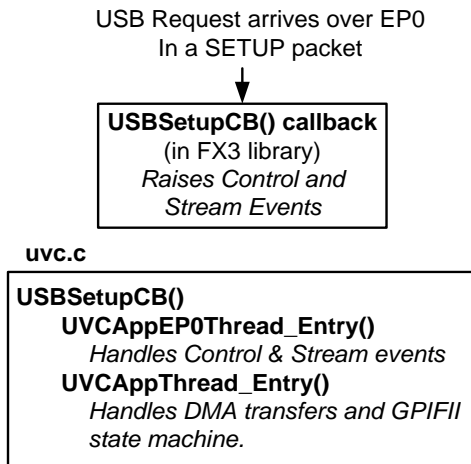 USB Request arrives over EP0
In a SETUP packet
USBSetupCB() callback
(in FX3 library)
Raises Control and
Stream Events
uvc.c
USBSetupCB()
UVCAppEP0Thread_Entry()
Handles Control & Stream events
UVCAppThread_Entry()
Handles DMA transfers and GPIFII
state machine.